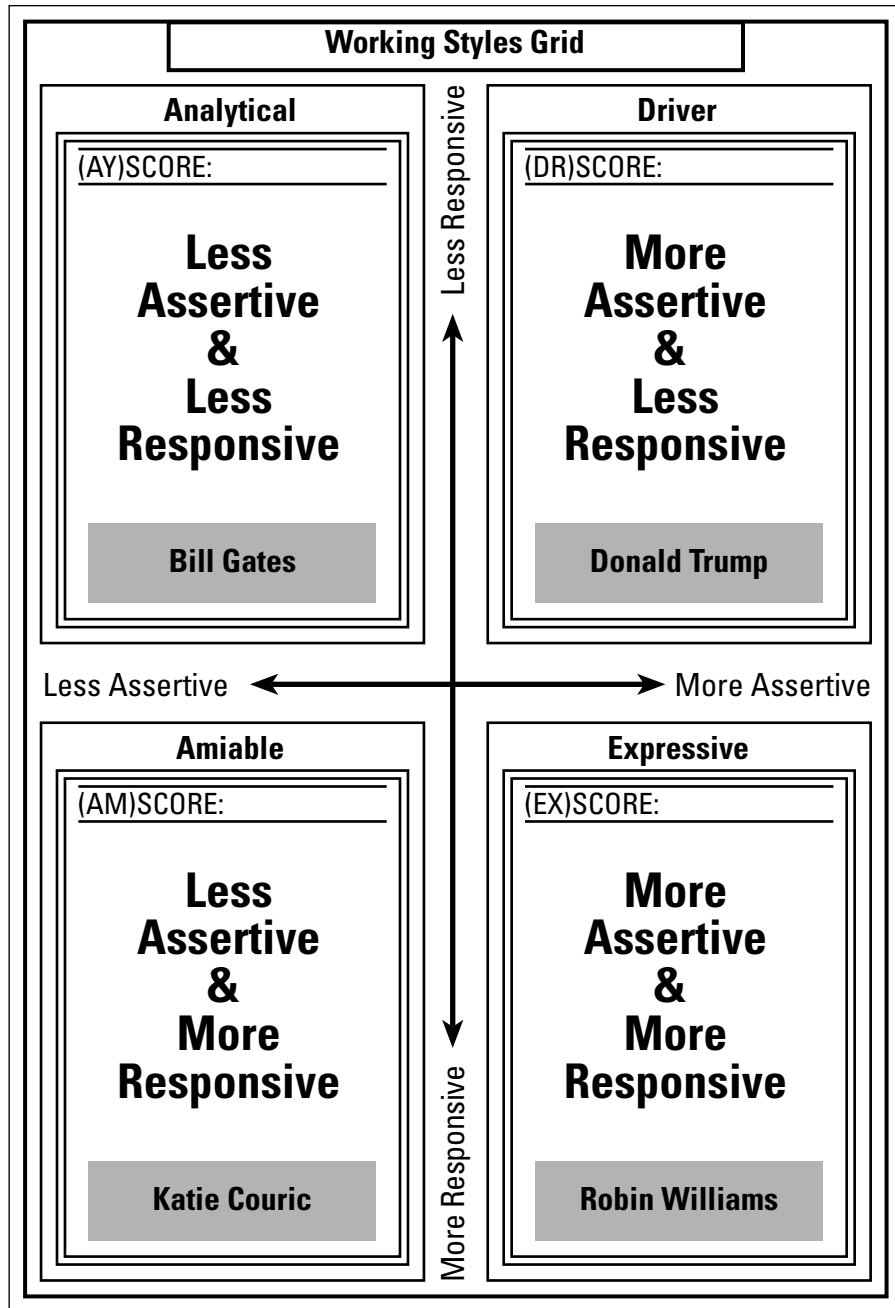 Working Styles Grid
Analytical
(AY)SCORE:
Less
Assertive
&
Less
Responsive
Bill Gates
Less Responsive
Driver
(DR)SCORE:
More
Assertive
&
Less
Responsive
Donald Trump
Less Assertive
More Assertive
Amiable
(AM)SCORE:
Less
Assertive
&
More
Responsive
Katie Couric
More Responsive
Expressive
(EX)SCORE:
More
Assertive
&
More
Responsive
Robin Williams